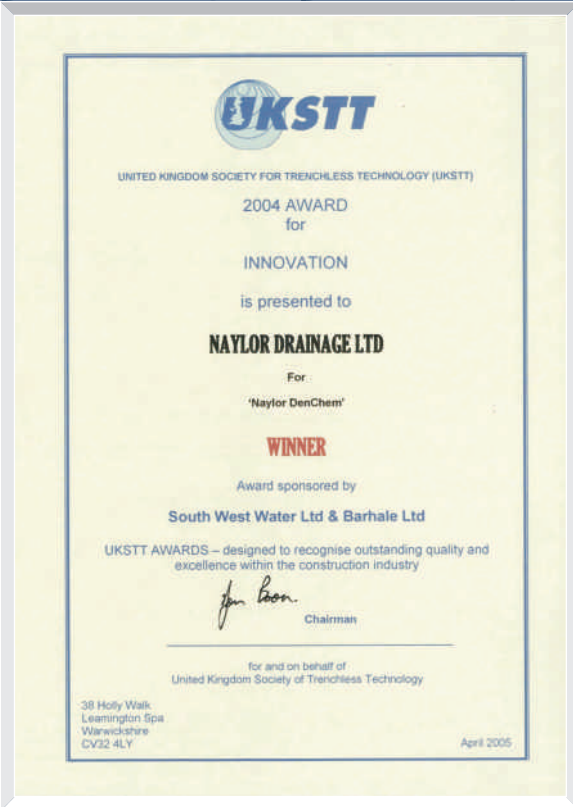 UKSTT
UNITED KINGDOM SOCIETY FOR TRENCHLESS TECHNOLOGY (UKSTT)
2004 AWARD
for
INNOVATION
is presented to
NAYLOR DRAINAGE LTD
For
'Naylor DenChem'
WINNER
Award sponsored by
South West Water Ltd & Barhale Ltd
UKSTT AWARDS – designed to recognise outstanding quality and
excellence within the construction industry
Chairman
for and on behalf of
United Kingdom Society of Trenchless Technology
38 Holly Walk
Leamington Spa
Warwickshire
CV32 4LY
April 2005